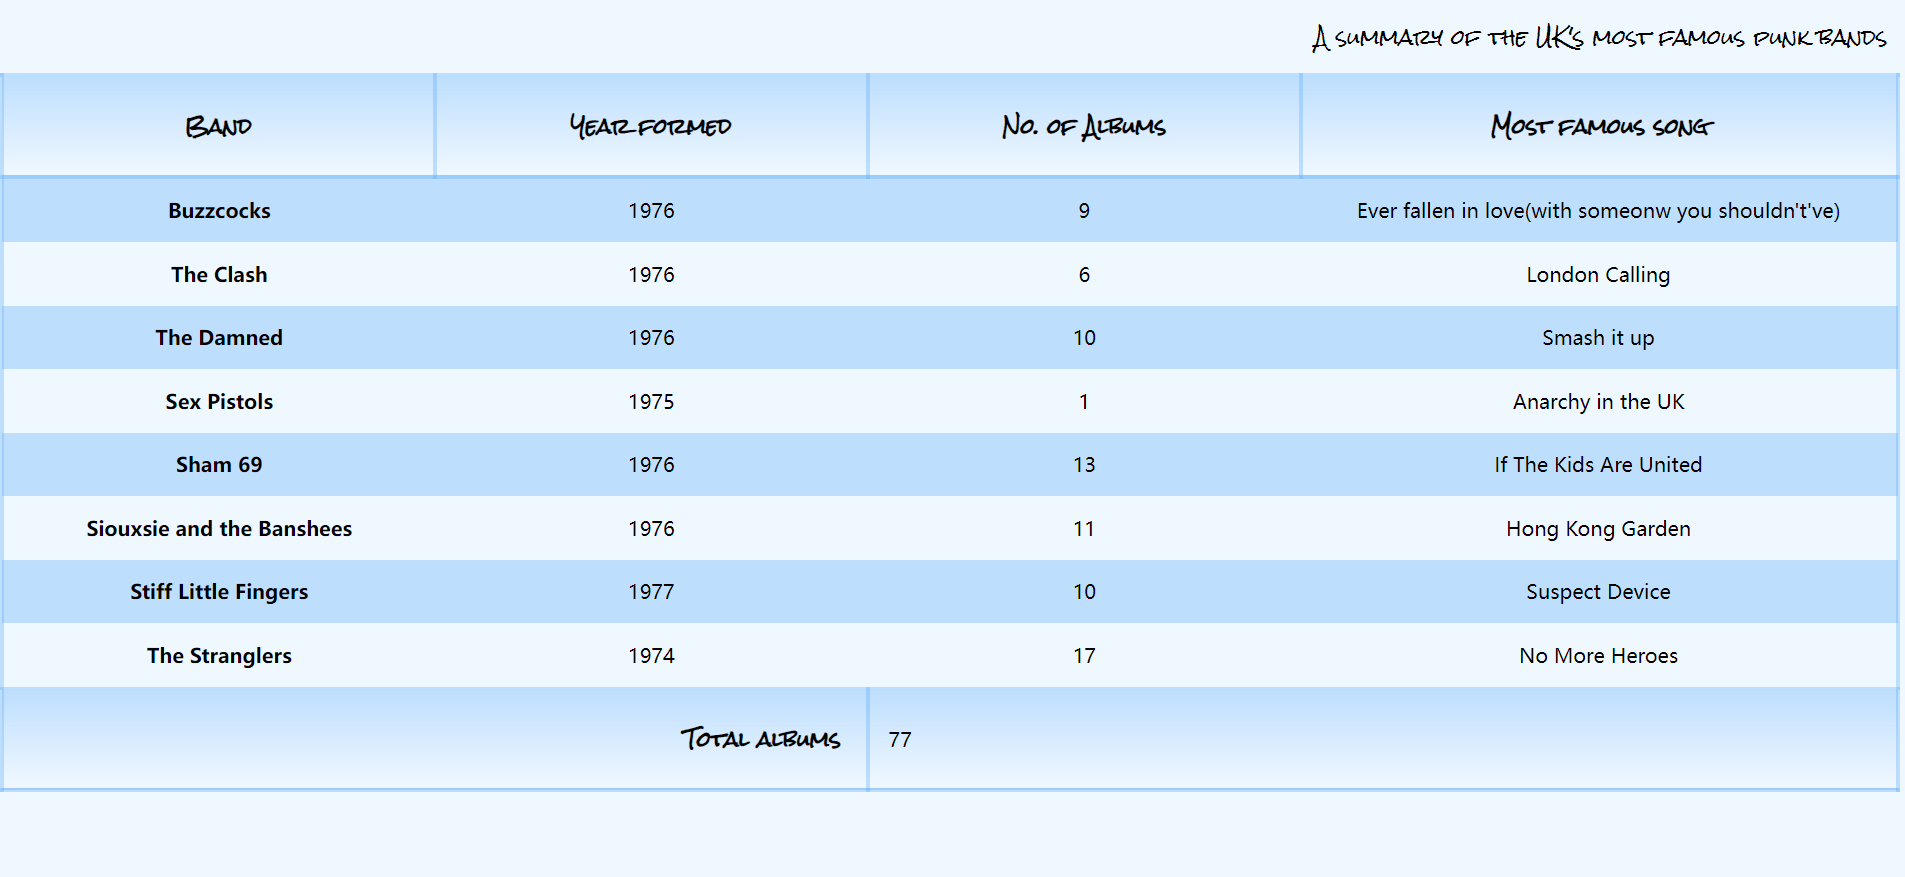 A summary of the UK's most famous punk bands
Band Year formed No. of Albums Most famous song
Buzzcocks 1976 9 Ever fallen in love(with someonw you shouldn't've)
The Clash 1976 6 London Calling
The Damned 1976 10 Smash it up
Sex Pistols 1975 1 Anarchy in the UK
Sham 69 1976 13 If The Kids Are United
Siouxsie and the Banshees 1976 11 Hong Kong Garden
Stiff Little Fingers 1977 10 Suspect Device
The Stranglers 1974 17 No More Heroes
Total albums 77